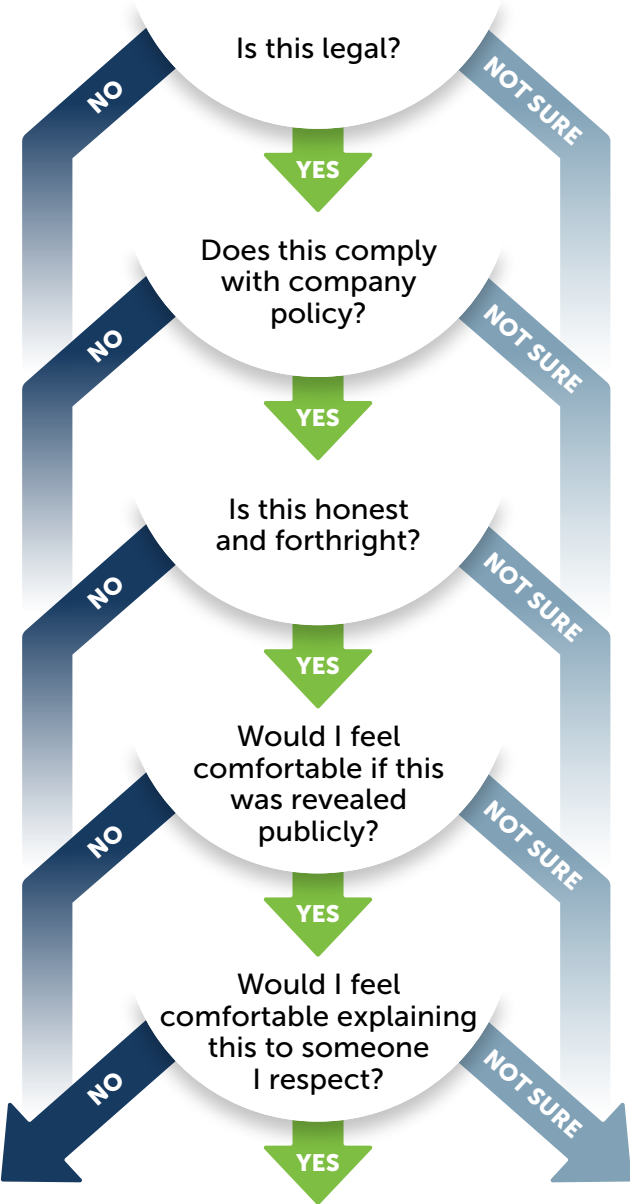 Is this legal?
NO
NOT SURE
YES
Does this comply
with company
policy?
NO
NOT SURE
YES
Is this honest
and forthright?
NO
NOT SURE
YES
Would I feel
comfortable if this
was revealed
publicly?
NO
NOT SURE
YES
Would I feel
comfortable explaining
this to someone
I respect?
NO
NOT SURE
YES